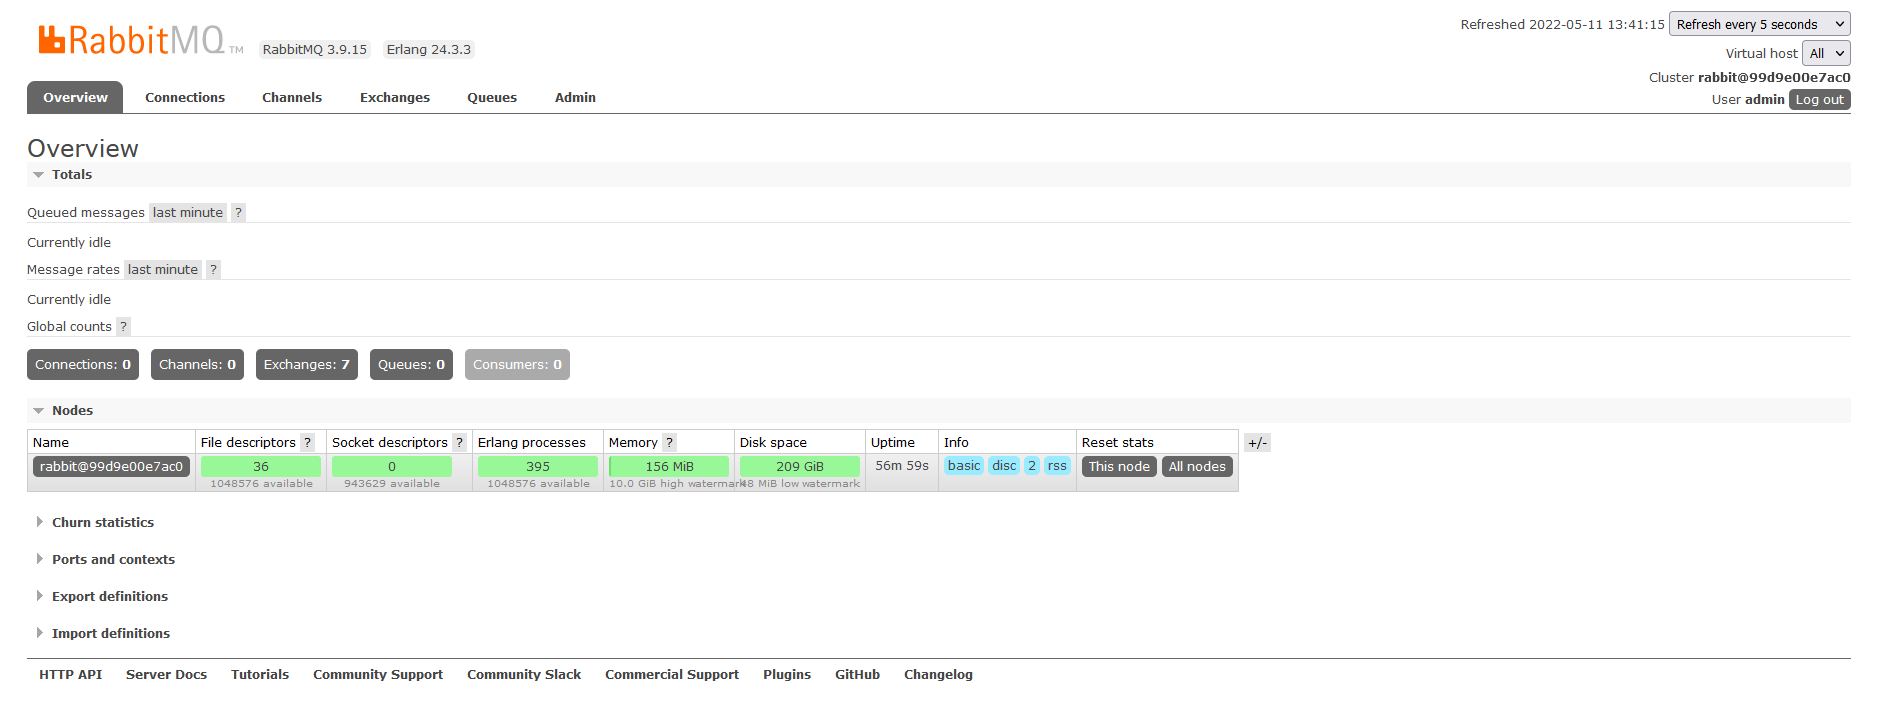 RabbitMQ TM RabbitMQ 3.9.15 Erlang 24.3.3
Refreshed 2022-05-11 13:41:15 Refresh every 5 seconds
Virtual host All
Cluster rabbit@99d9e00e7ac0
User admin Log out
Overview Connections Channels Exchanges Queues Admin
Overview
Totals
Queued messages last minute ?
Currently idle
Message rates last minute ?
Currently idle
Global counts ?
Connections: 0 Channels: 0 Exchanges: 7 Queues: 0 Consumers: 0
Nodes
Name File descriptors ? Socket descriptors ? Erlang processes Memory ? Disk space Uptime Info Reset stats +/-
rabbit@99d9e00e7ac0 36 0 395 156 MiB 209 GiB 56m 59s basic disc 2 rss This node All nodes
1048576 available 943629 available 1048576 available 10.0 GiB high watermark 48 MiB low watermark
Churn statistics
Ports and contexts
Export definitions
Import definitions
HTTP API Server Docs Tutorials Community Support Community Slack Commercial Support Plugins GitHub Changelog